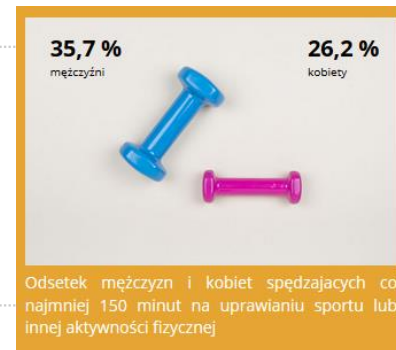 35,7 % 26,2 %
mężczyźni kobiety
Odsetek mężczyzn i kobiet spędzajacych co
najmniej 150 minut na uprawianiu sportu lub
innej aktywności fizycznej